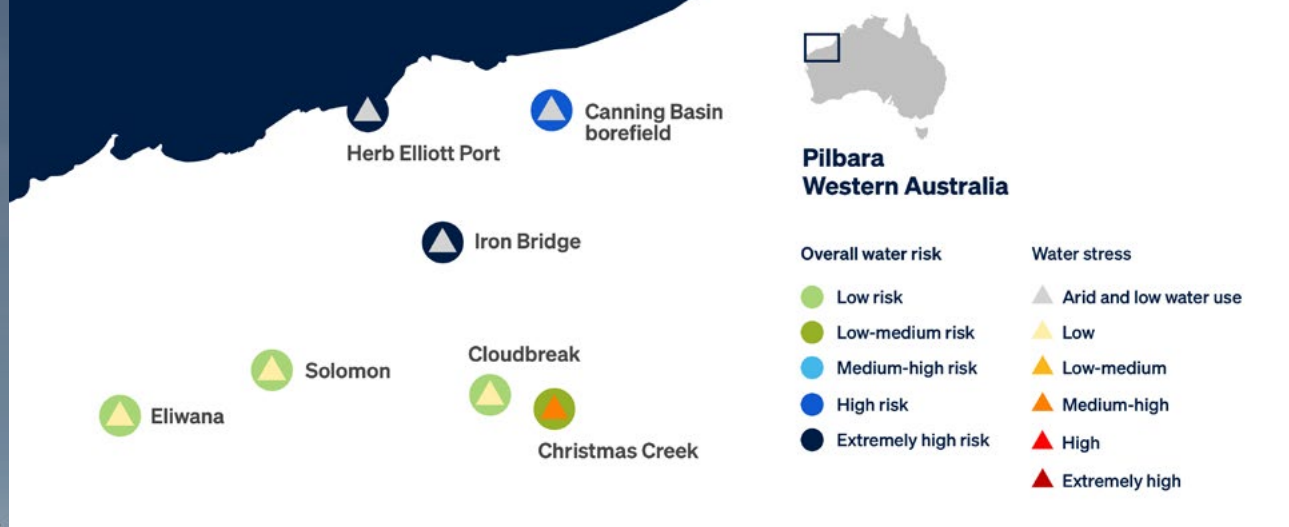 Canning Basin
borefield
Herb Elliott Port
Iron Bridge
Cloudbreak
Solomon
Eliwana
Christmas Creek
Pilbara
Western Australia
Overall water risk
Low risk
Low-medium risk
Medium-high risk
High risk
Extremely high risk
Water stress
Arid and low water use
Low
Low-medium
Medium-high
High
Extremely high